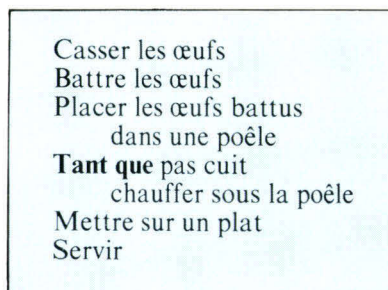 Casser les œufs
Battre les œufs
Placer les œufs battus
dans une poêle
Tant que pas cuit
chauffer sous la poêle
Mettre sur un plat
Servir